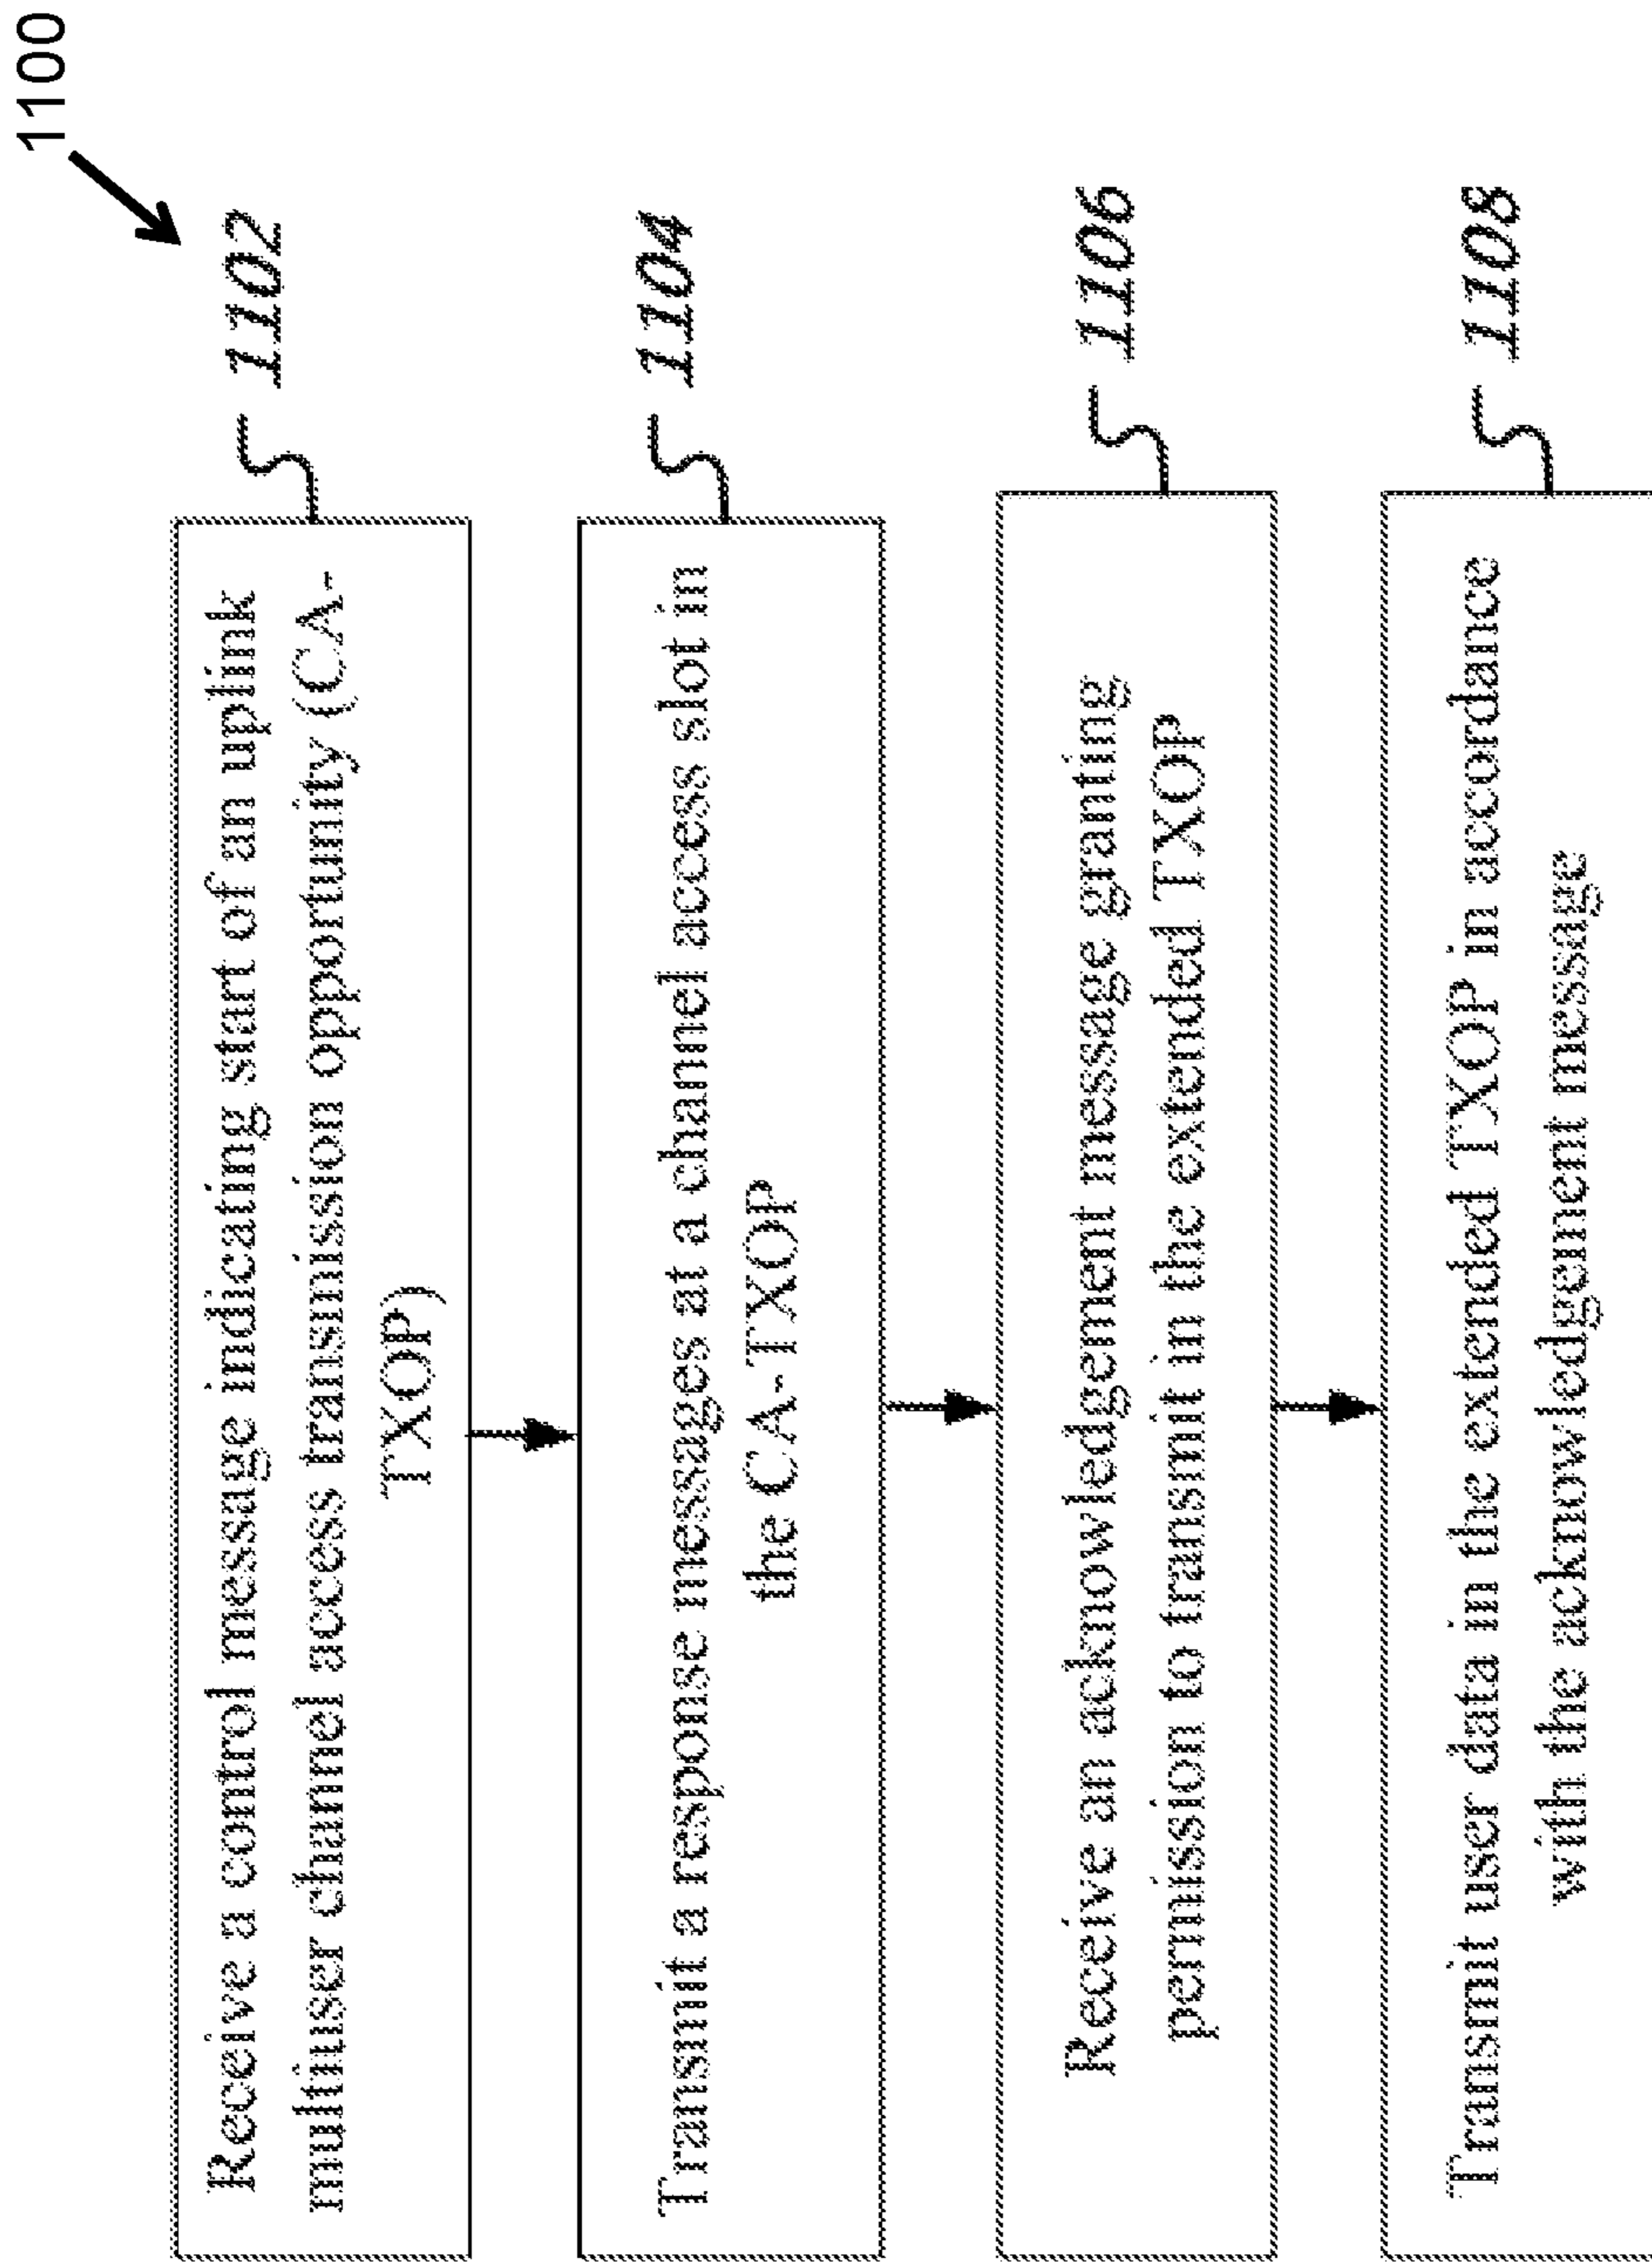 1100
Receive a control message indicating start of an uplink
multiuser channel access transmission opportunity (CA-
TXOP)
1102
Transmit a response messages at a channel access slot in
the CA-TXOP
1104
Receive an acknowledgement message granting
permission to transmit in the extended TXOP
1106
Transmit user data in the extended TXOP in accordance
with the acknowledgement message
1108